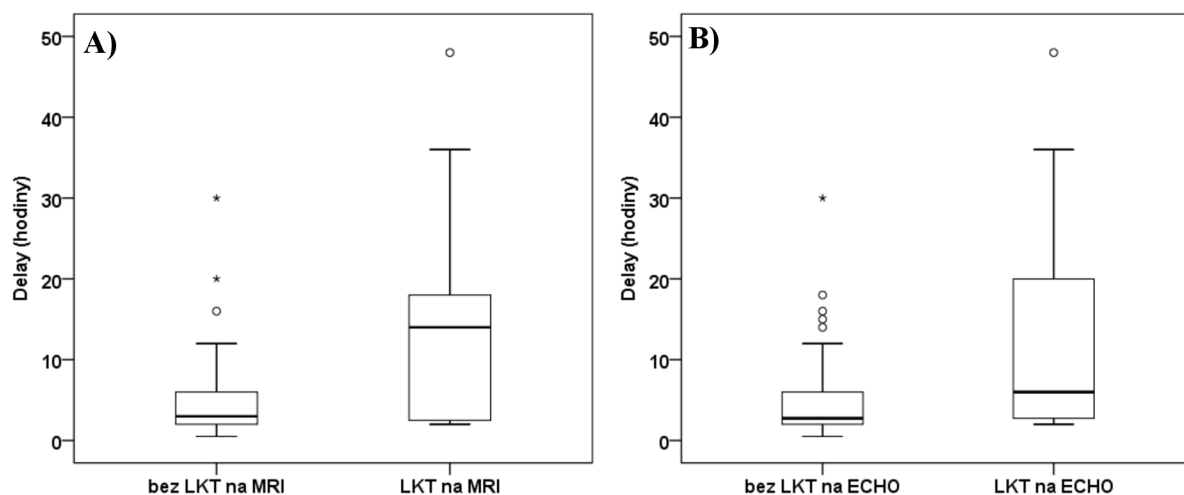 A)
Delay (hodiny)
50
40
30
20
10
0
bez LKT na MRI
LKT na MRI
B)
Delay (hodiny)
50
40
30
20
10
0
bez LKT na ECHO
LKT na ECHO